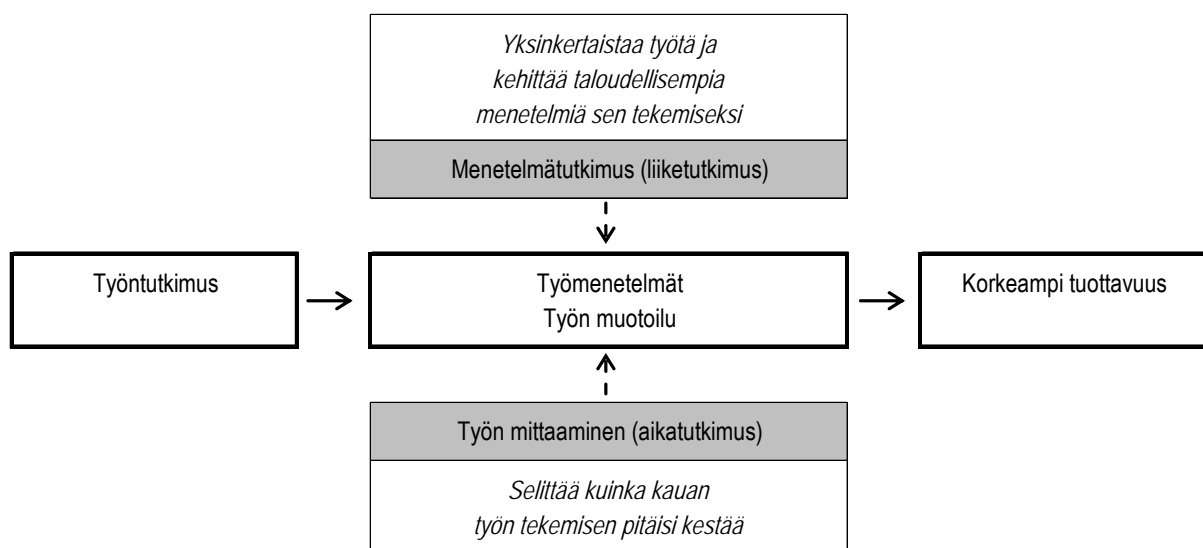 Yksinkertaistaa työtä ja
kehittää taloudellisempia
menetelmiä sen tekemiseksi
Menetelmätutkimus (liiketutkimus)
Työntutkimus
Työmenetelmät
Työn muotoilu
Korkeampi tuottavuus
Työn mittaaminen (aikatutkimus)
Selittää kuinka kauan
työn tekemisen pitäisi kestää